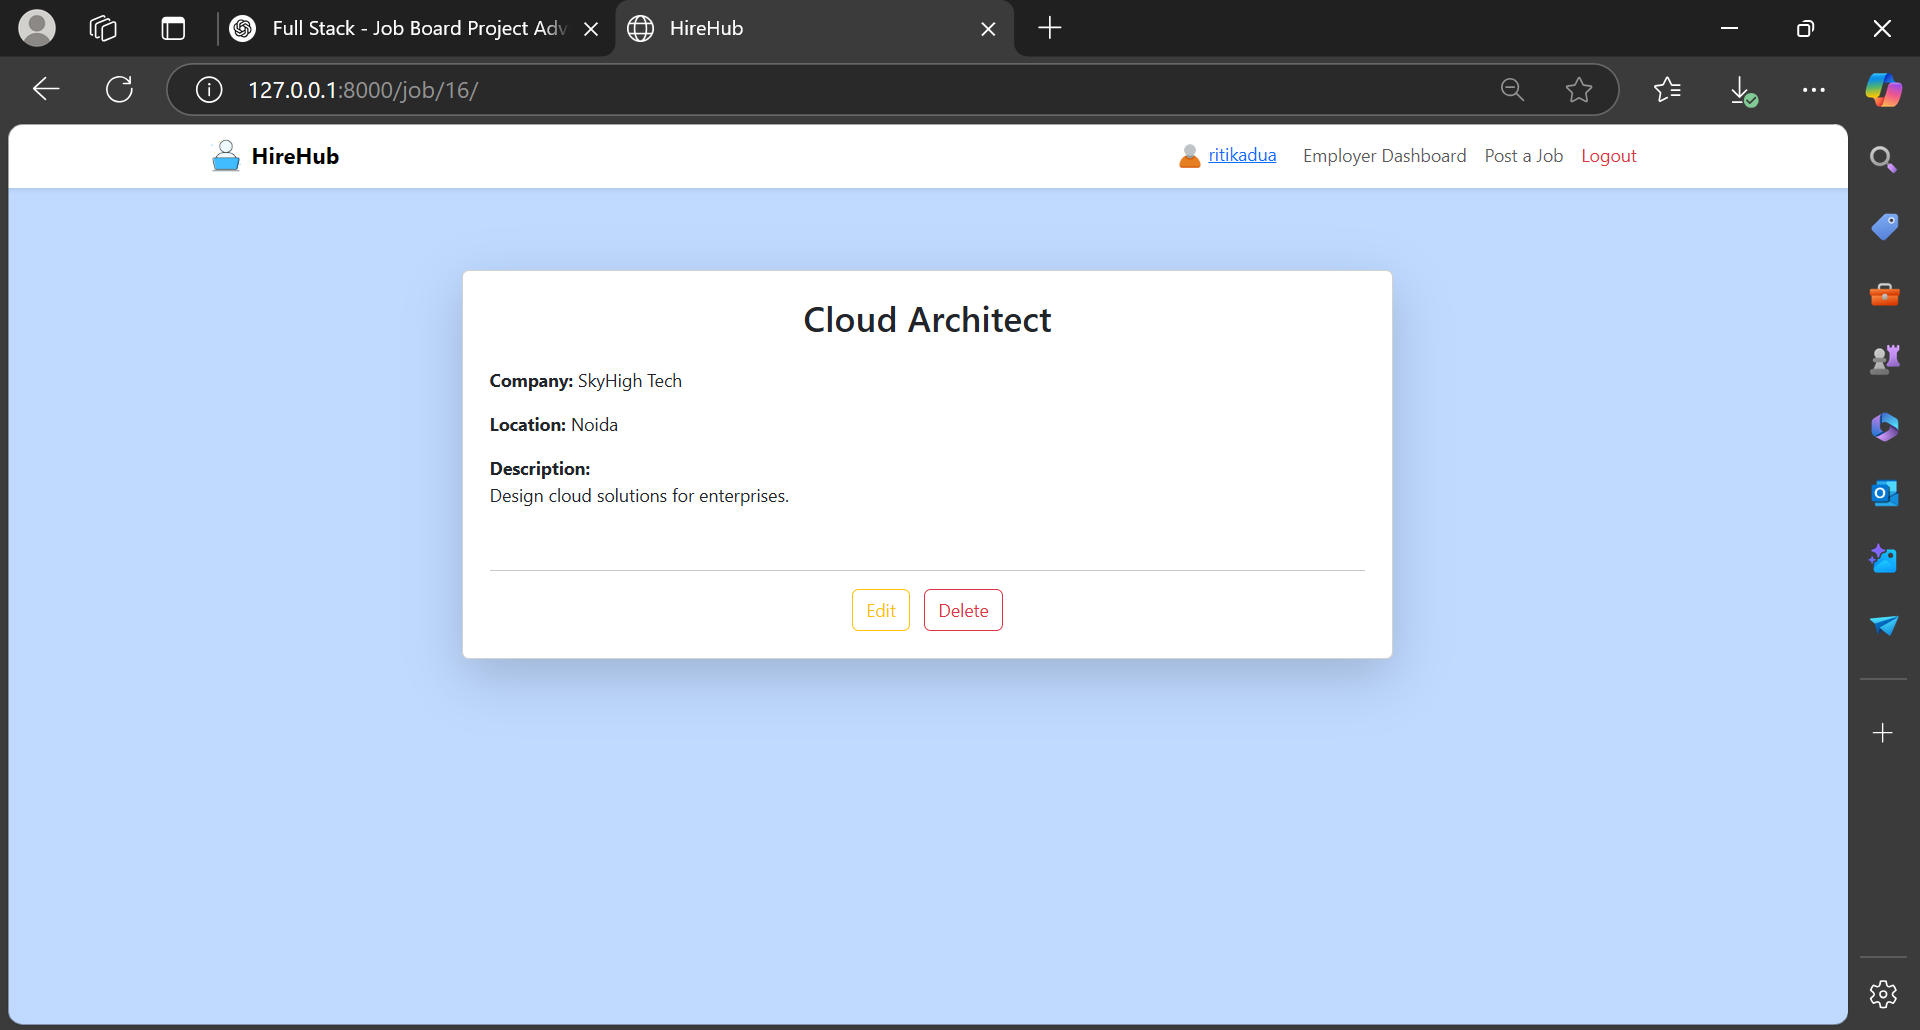 Full Stack - Job Board Project Adv
HireHub
127.0.0.1:8000/job/16/
HireHub
ritikadua Employer Dashboard Post a Job Logout
Cloud Architect
Company: SkyHigh Tech
Location: Noida
Description:
Design cloud solutions for enterprises.
Edit Delete